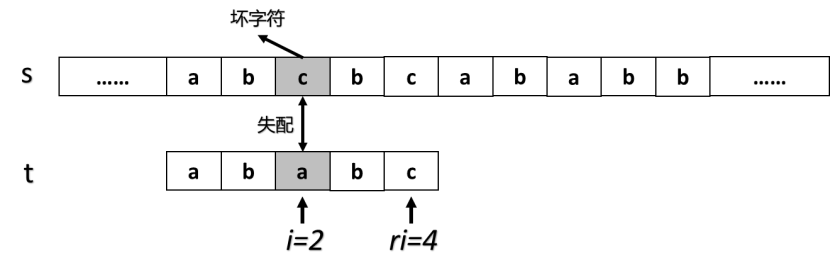 坏字符
s …… a b c b c a b a b b ……
失配
t a b a b c
i=2 ri=4